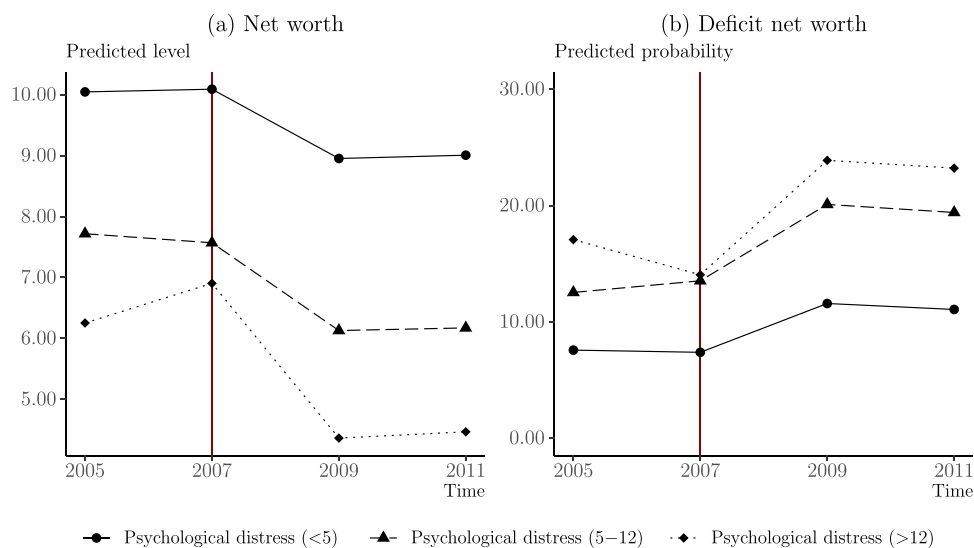 (a) Net worth
Predicted level
10.00
9.00
8.00
7.00
6.00
5.00
2005 2007 2009 2011
Time
(b) Deficit net worth
Predicted probability
30.00
20.00
10.00
0.00
2005 2007 2009 2011
Time
Psychological distress (<5) Psychological distress (5−12) Psychological distress (>12)